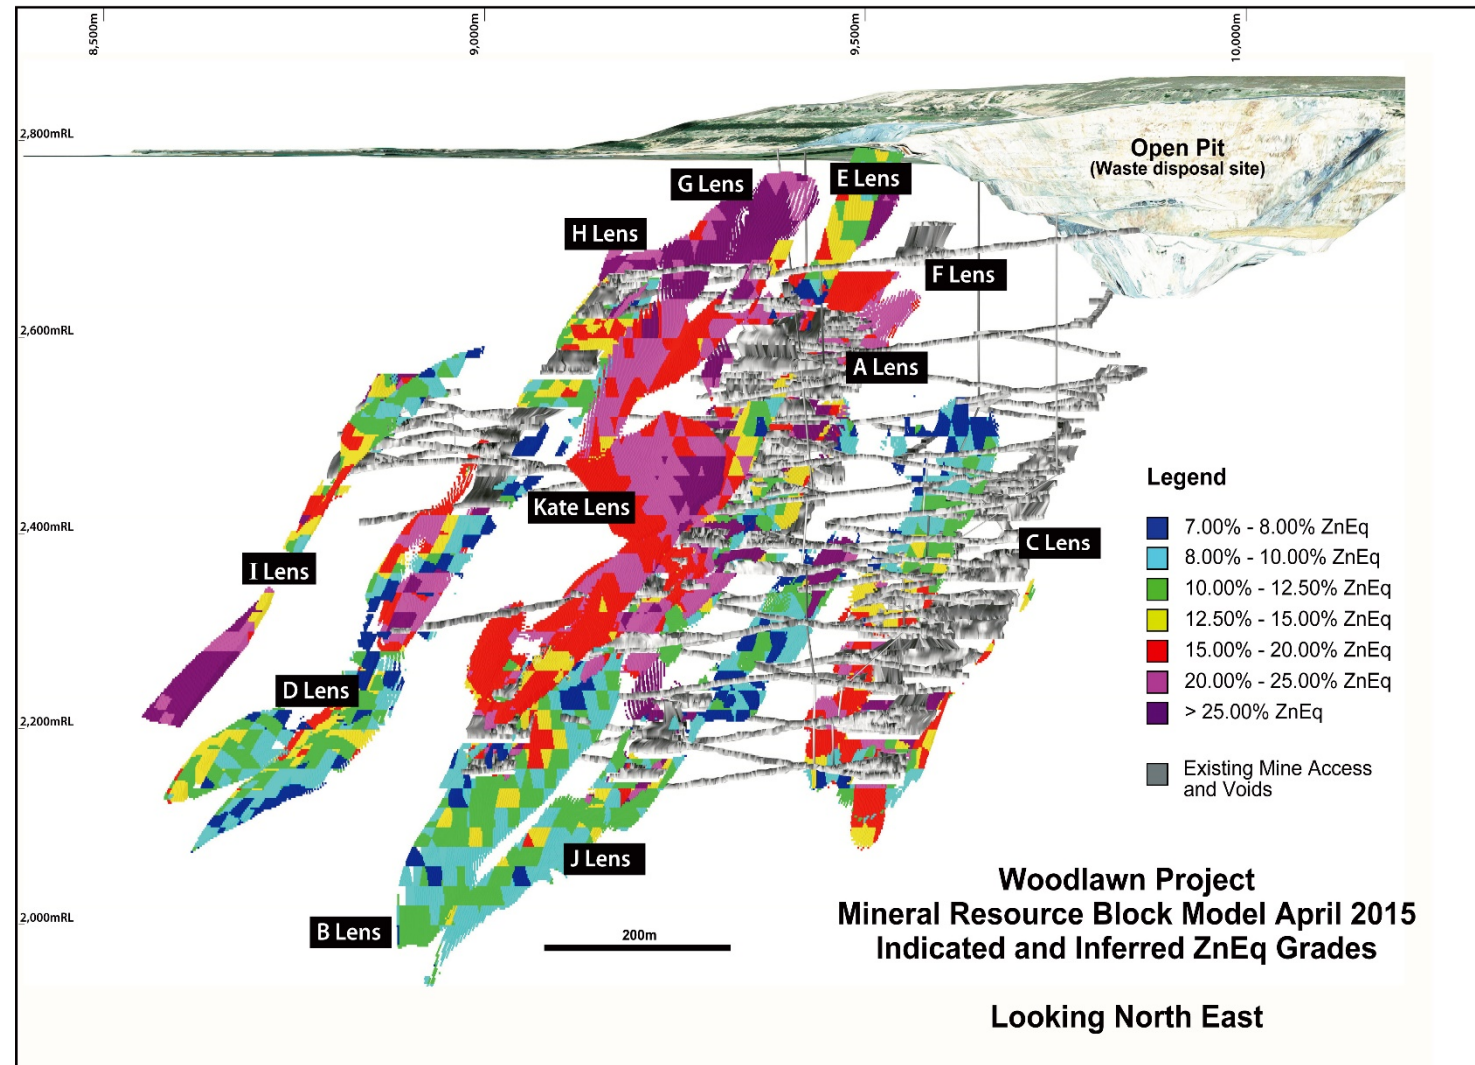 8,500m
9,000m
9,500m
10,000m
2,800mRL
Open Pit
(Waste disposal site)
G Lens
E Lens
H Lens
F Lens
2,600mRL
A Lens
Legend
Kate Lens
2,400mRL
7.00% - 8.00% ZnEq
C Lens
8.00% - 10.00% ZnEq
I Lens
10.00% - 12.50% ZnEq
12.50% - 15.00% ZnEq
15.00% - 20.00% ZnEq
D Lens
20.00% - 25.00% ZnEq
2,200mRL
> 25.00% ZnEq
Existing Mine Access
and Voids
J Lens
Woodlawn Project
Mineral Resource Block Model April 2015
Indicated and Inferred ZnEq Grades
2,000mRL
B Lens
200m
Looking North East